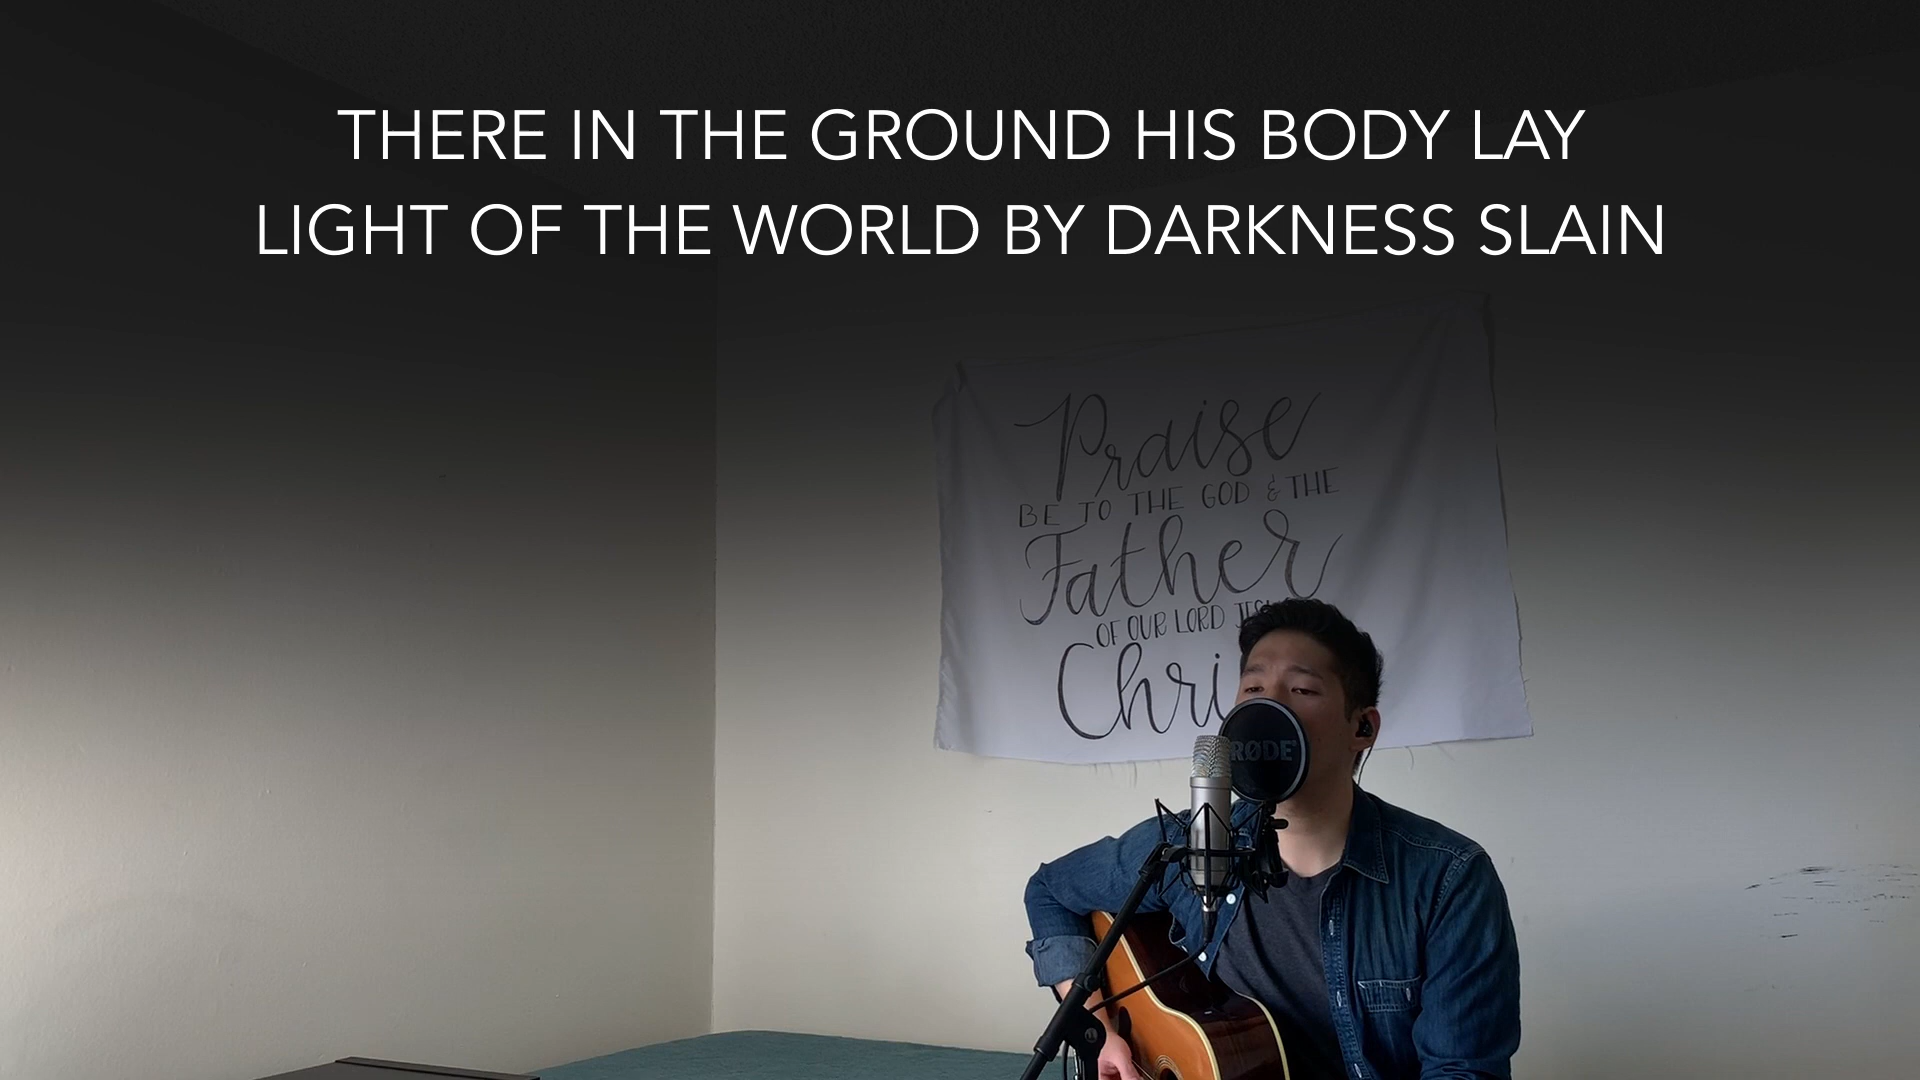 THERE IN THE GROUND HIS BODY LAY
LIGHT OF THE WORLD BY DARKNESS SLAIN
Praise
BE TO THE GOD & THE
Father
OF OUR LORD
Chri
RØDE